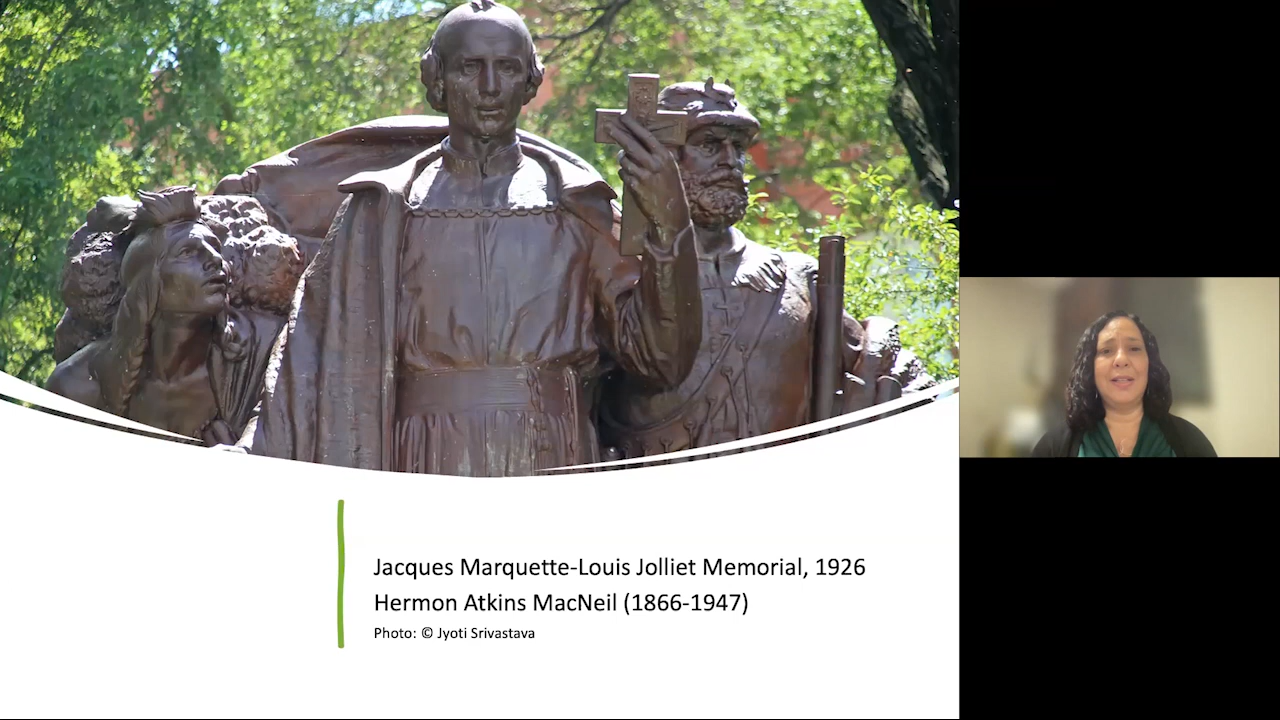 Jacques Marquette-Louis Jolliet Memorial, 1926
Hermon Atkins MacNeil (1866-1947)
Photo: © Jyoti Srivastava